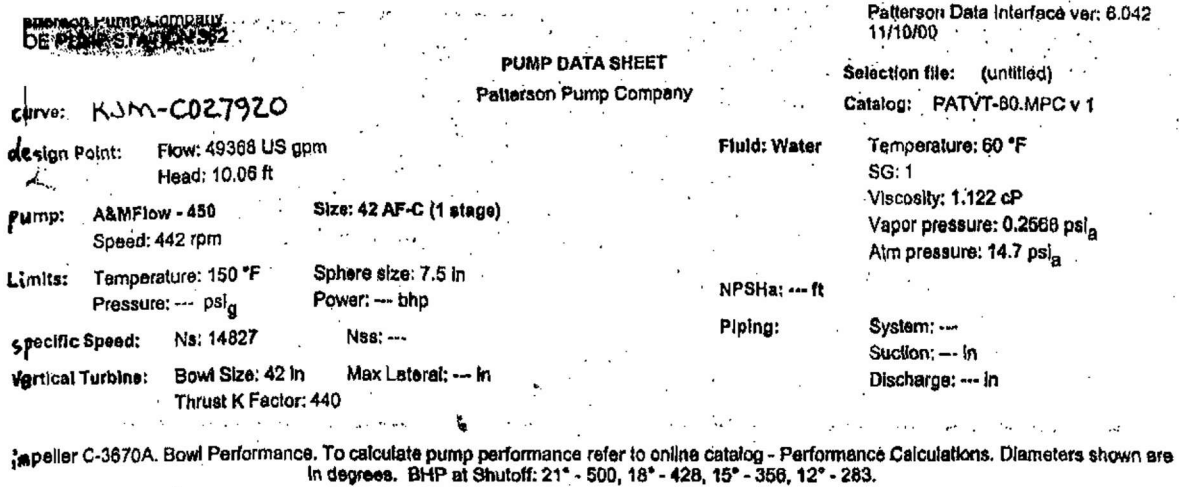 Pump Company
PUMP STATION 362
Patterson Data Interface ver: 6.042
11/10/00
PUMP DATA SHEET
Patterson Pump Company
Selection file: (untitled)
Catalog: PATVT-60.MPC v 1
curve: KJM-C027920
design Point: Flow: 49368 US gpm
Head: 10.06 ft
Fluid: Water
Temperature: 60 °F
SG: 1
Viscosity: 1.122 cP
Vapor pressure: 0.2568 psia
Atm pressure: 14.7 psia
pump: A&MFlow - 450 Size: 42 AF-C (1 stage)
Speed: 442 rpm
Limits: Temperature: 150 °F Sphere size: 7.5 in
Pressure: --- psig Power: --- bhp
NPSHa: --- ft
specific Speed: Ns: 14827 Nss: ---
Piping: System: ---
Suction: --- in
Discharge: --- in
Vertical Turbine: Bowl Size: 42 in Max Lateral: --- in
Thrust K Factor: 440
impeller C-3670A. Bowl Performance. To calculate pump performance refer to online catalog - Performance Calculations. Diameters shown are
in degrees. BHP at Shutoff: 21° - 500, 18° - 428, 15° - 356, 12° - 283.